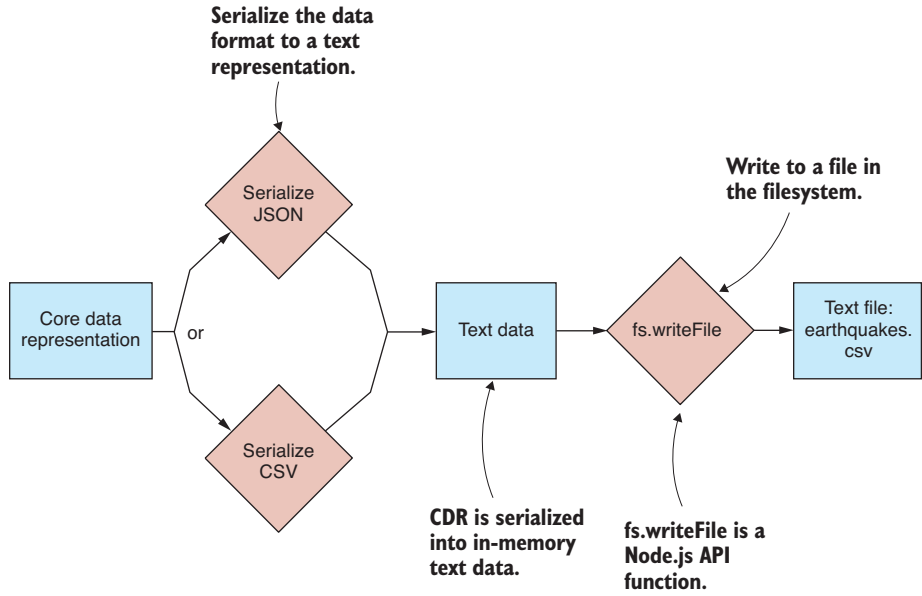 Serialize the data
format to a text
representation.
Serialize
JSON
Write to a file in
the filesystem.
Core data
representation
or
Text data
fs.writeFile
Text file:
earthquakes.
csv
Serialize
CSV
CDR is serialized
into in-memory
text data.
fs.writeFile is a
Node.js API
function.